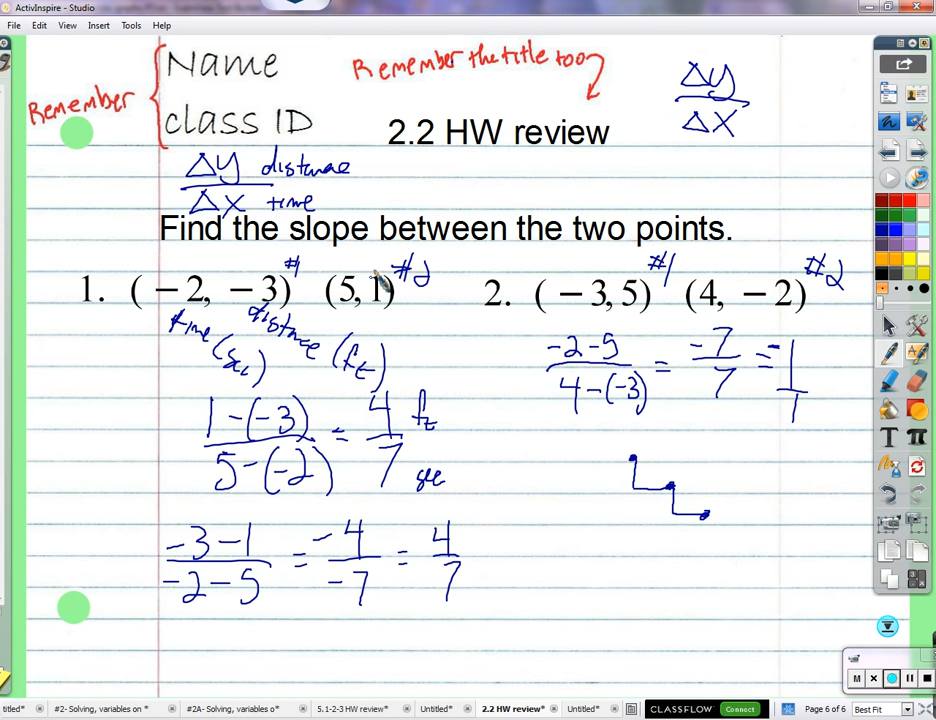 ActivInspire - Studio
File Edit View Insert Tools Help
Name
Remember the title too
Remember
class ID
Δy
ΔX
2.2 HW review
Δy distance
ΔX time
Find the slope between the two points.
1. (−2, −3) #1 (5,1) #2
2. (−3,5) #1 (4, −2) #2
time distance
(ft)
1-(-3) / 5-(-2) = 4/7 ft
sec
-2-5 / 4-(-3) = -7/7 = -1/1
-3-1 / -2-5 = -4/-7 = 4/7
titled* #2- Solving, variables on * #2A- Solving, variables o* 5.1-2-3 HW review* Untitled* 2.2 HW review* Untitled* CLASSFLOW Connect Page 6 of 6 Best Fit